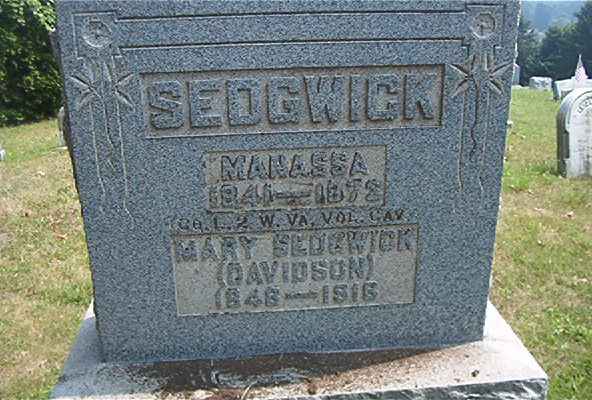 SEDGWICK
MANASSA
1841—1872
CO. L. 2 W. VA. VOL. CAV.
MARY SEDGWICK
(DAVIDSON)
1846—1916